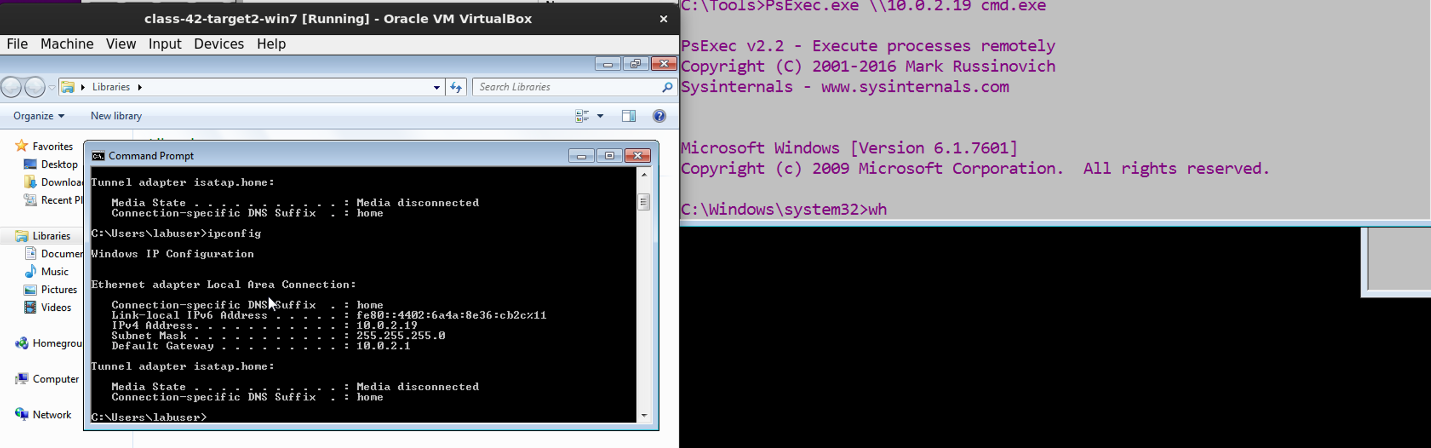 class-42-target2-win7 [Running] - Oracle VM VirtualBox
File Machine View Input Devices Help
Libraries
Search Libraries
Organize
New library
Favorites
Desktop
Downloa
Recent Pl
Libraries
Documer
Music
Pictures
Videos
Homegrou
Computer
Network
Command Prompt
Tunnel adapter isatap.home:
Media State . . . . . . . . . . . : Media disconnected
Connection-specific DNS Suffix  . : home
C:\Users\labuser>ipconfig
Windows IP Configuration
Ethernet adapter Local Area Connection:
Connection-specific DNS Suffix  . : home
Link-local IPv6 Address . . . . . : fe80::4402:6a4a:8e36:cb2c%11
IPv4 Address. . . . . . . . . . . : 10.0.2.19
Subnet Mask . . . . . . . . . . . : 255.255.255.0
Default Gateway . . . . . . . . . : 10.0.2.1
Tunnel adapter isatap.home:
Media State . . . . . . . . . . . : Media disconnected
Connection-specific DNS Suffix  . : home
C:\Users\labuser>
C:\Tools>PsExec.exe \\10.0.2.19 cmd.exe
PsExec v2.2 - Execute processes remotely
Copyright (C) 2001-2016 Mark Russinovich
Sysinternals - www.sysinternals.com
Microsoft Windows [Version 6.1.7601]
Copyright (c) 2009 Microsoft Corporation.  All rights reserved.
C:\Windows\system32>wh